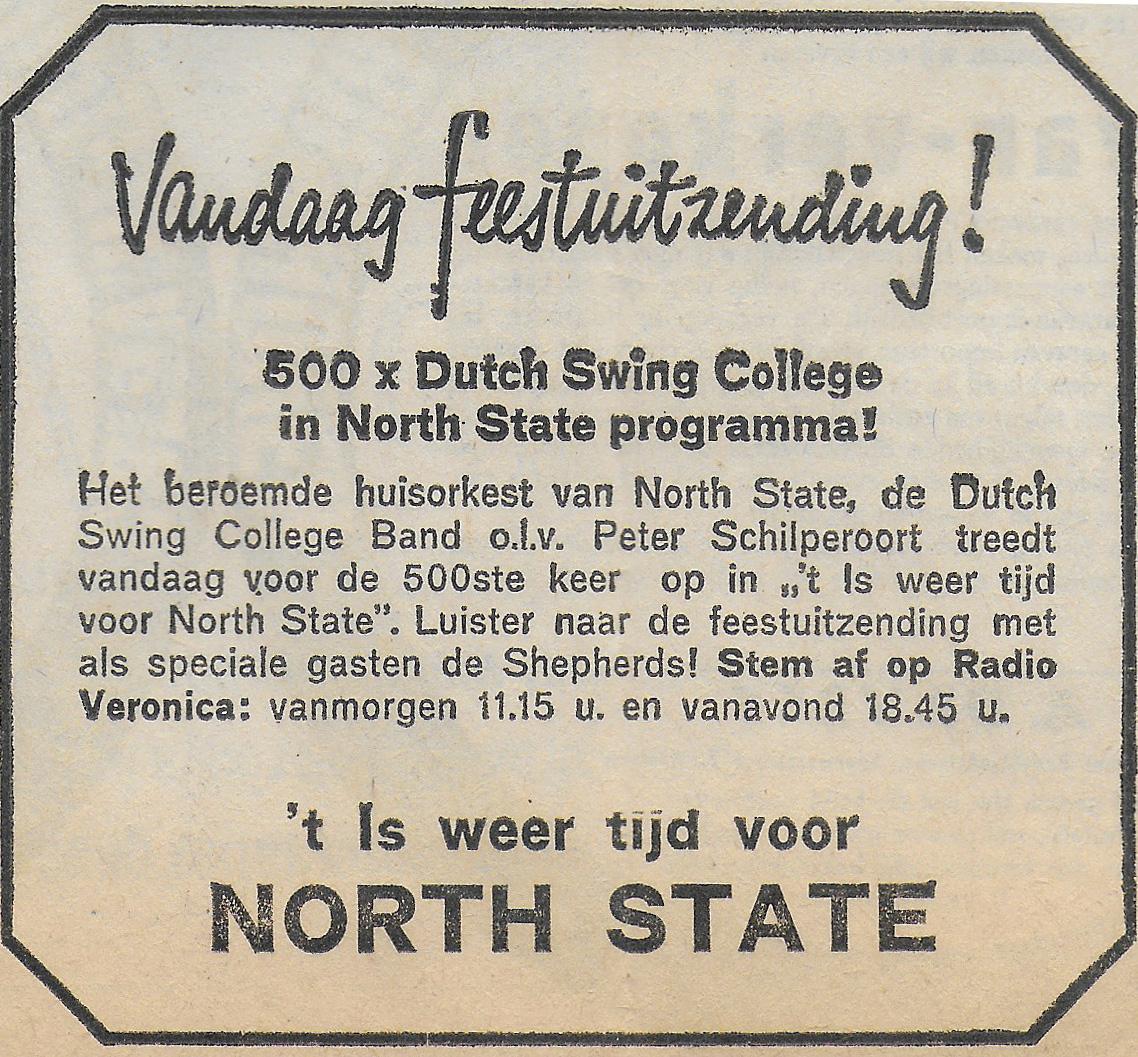 Vandaag feestuitzending!
500 x Dutch Swing College
in North State programma!
Het beroemde huisorkest van North State, de Dutch
Swing College Band o.l.v. Peter Schilperoort treedt
vandaag voor de 500ste keer op in „'t Is weer tijd
voor North State”. Luister naar de feestuitzending met
als speciale gasten de Shepherds! Stem af op Radio
Veronica: vanmorgen 11.15 u. en vanavond 18.45 u.
't Is weer tijd voor
NORTH STATE